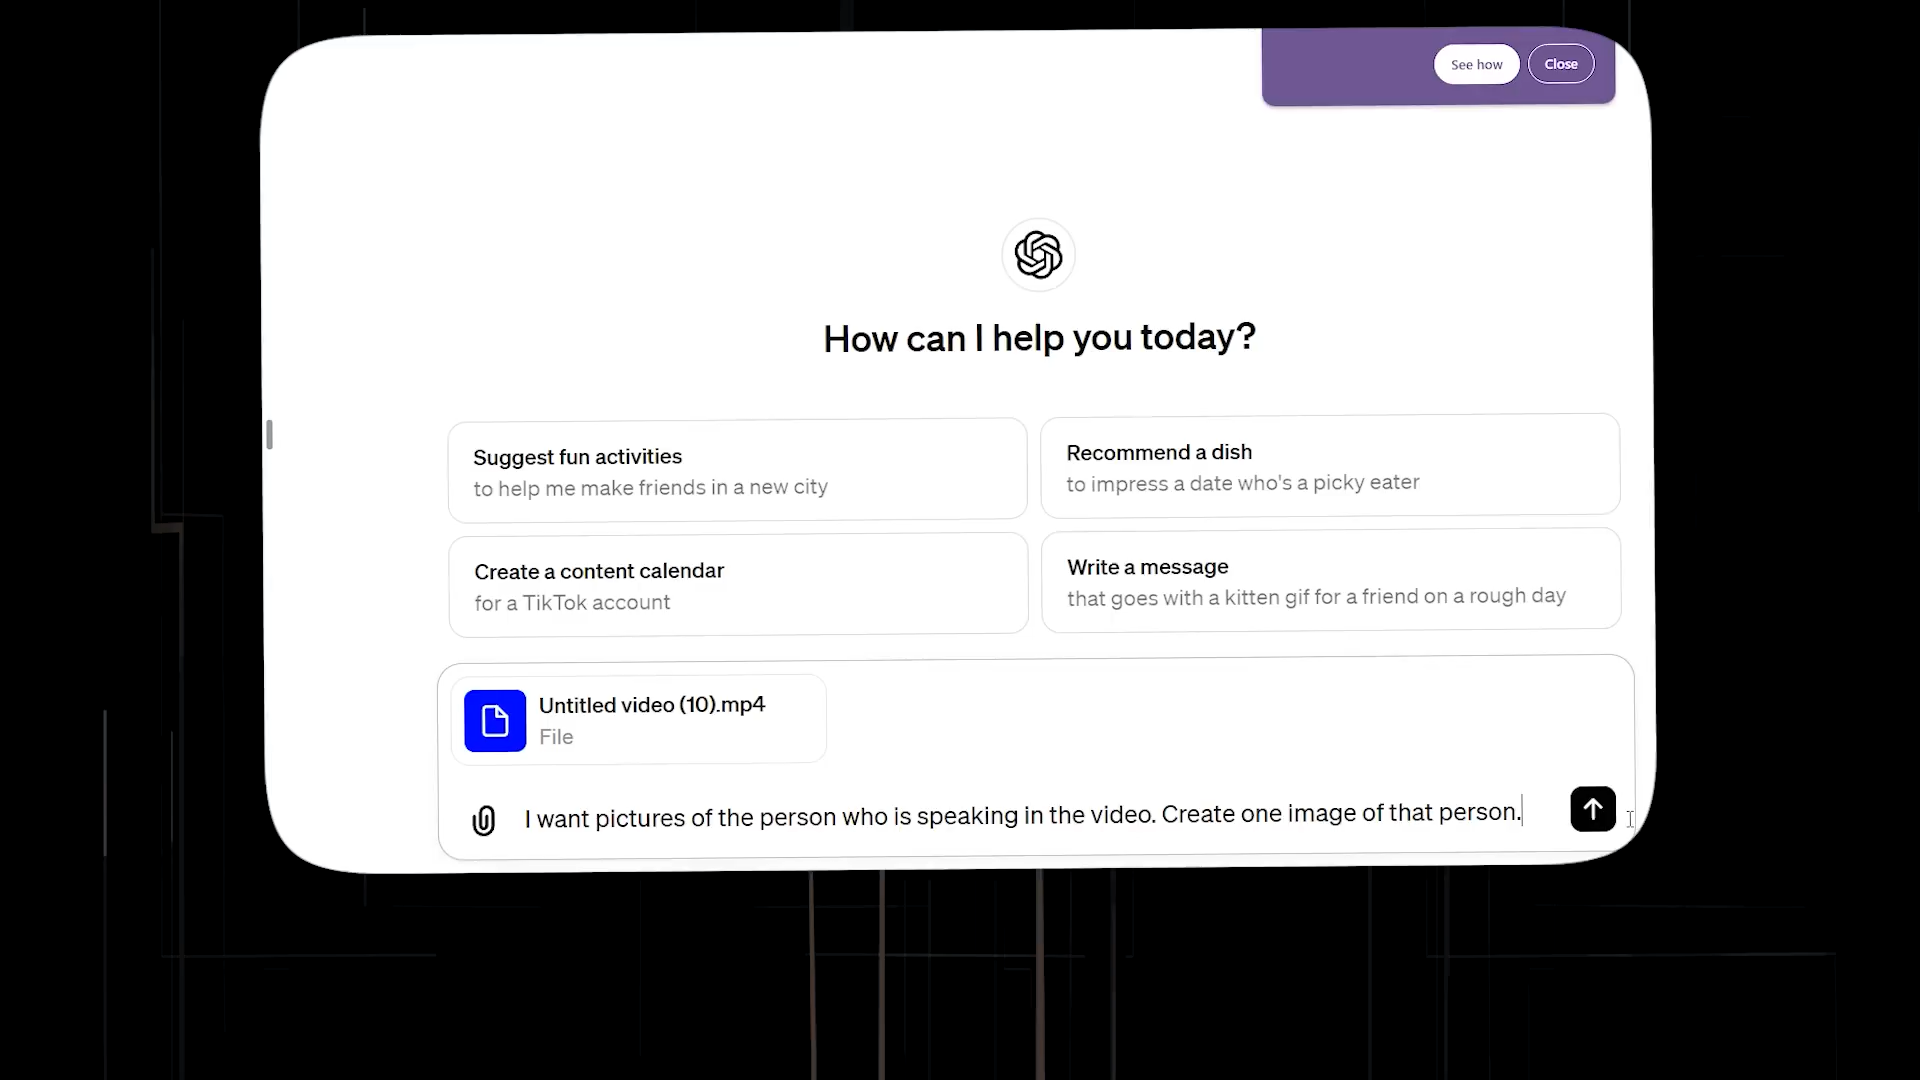 See how
Close
How can I help you today?
Suggest fun activities
to help me make friends in a new city
Recommend a dish
to impress a date who's a picky eater
Create a content calendar
for a TikTok account
Write a message
that goes with a kitten gif for a friend on a rough day
Untitled video (10).mp4
File
I want pictures of the person who is speaking in the video. Create one image of that person.